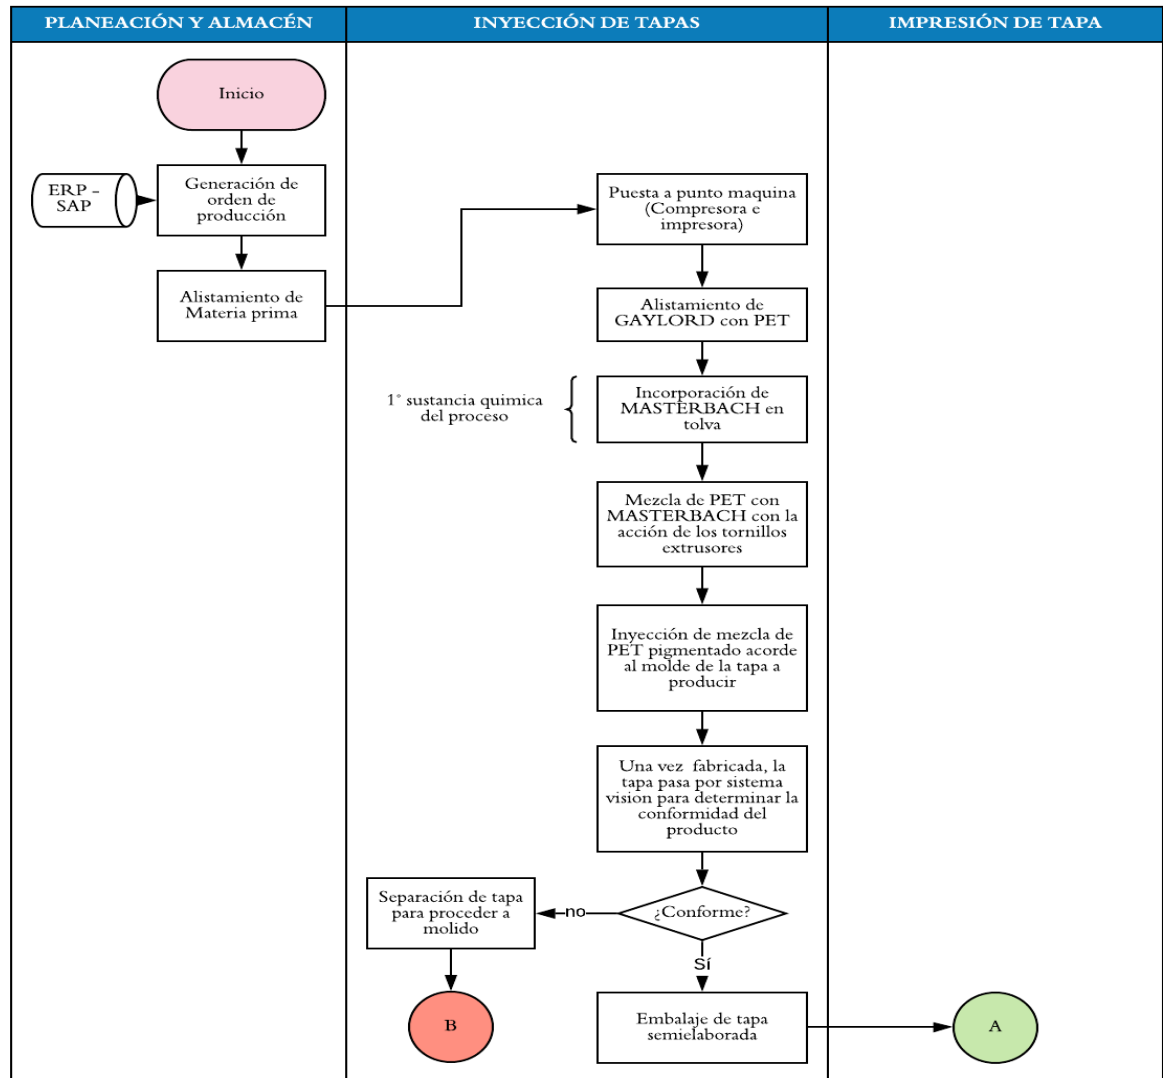 PLANEACIÓN Y ALMACÉN
INYECCIÓN DE TAPAS
IMPRESIÓN DE TAPA
Inicio
ERP -
SAP
Generación de
orden de
producción
Alistamiento de
Materia prima
Puesta a punto maquina
(Compresora e
impresora)
Alistamiento de
GAYLORD con PET
1° sustancia quimica
del proceso
Incorporación de
MASTERBACH en
tolva
Mezcla de PET con
MASTERBACH con la
acción de los tornillos
extrusores
Inyección de mezcla de
PET pigmentado acorde
al molde de la tapa a
producir
Una vez fabricada, la
tapa pasa por sistema
vision para determinar la
conformidad del
producto
¿Conforme?
no
Separación de tapa
para proceder a
molido
Sí
B
Embalaje de tapa
semielaborada
A